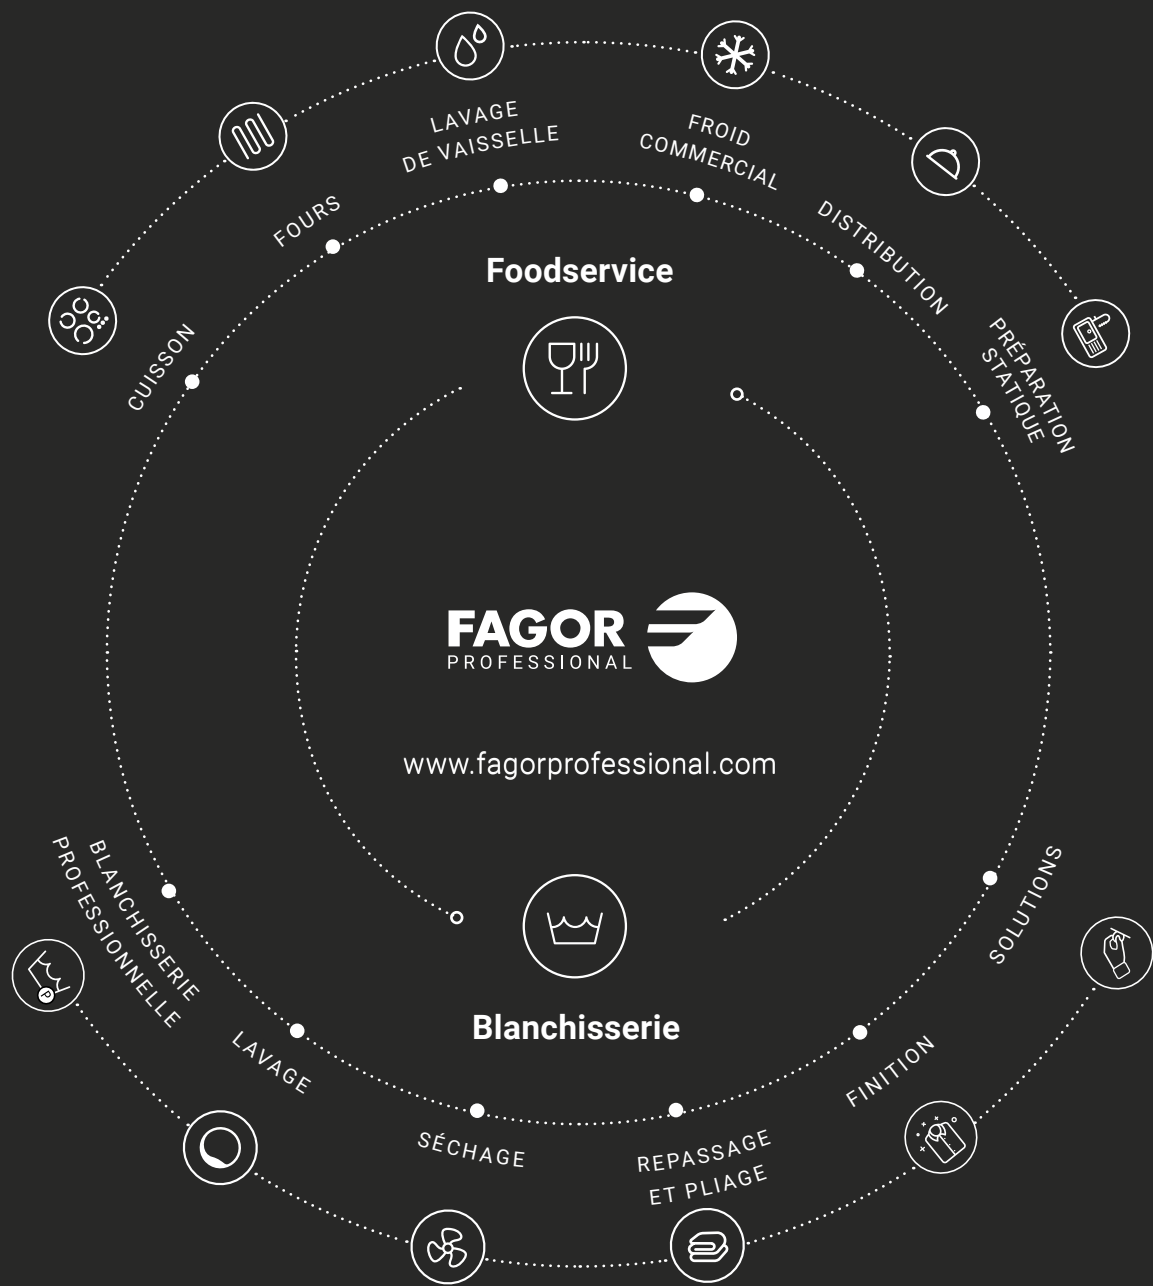 LAVAGE
DE VAISSELLE
FROID
COMMERCIAL
FOURS
DISTRIBUTION
CUISSON
PRÉPARATION
STATIQUE
Foodservice
FAGOR
PROFESSIONAL
www.fagorprofessional.com
BLANCHISSERIE
PROFESSIONNELLE
P
SOLUTIONS
Blanchisserie
LAVAGE
FINITION
SÉCHAGE
REPASSAGE
ET PLIAGE